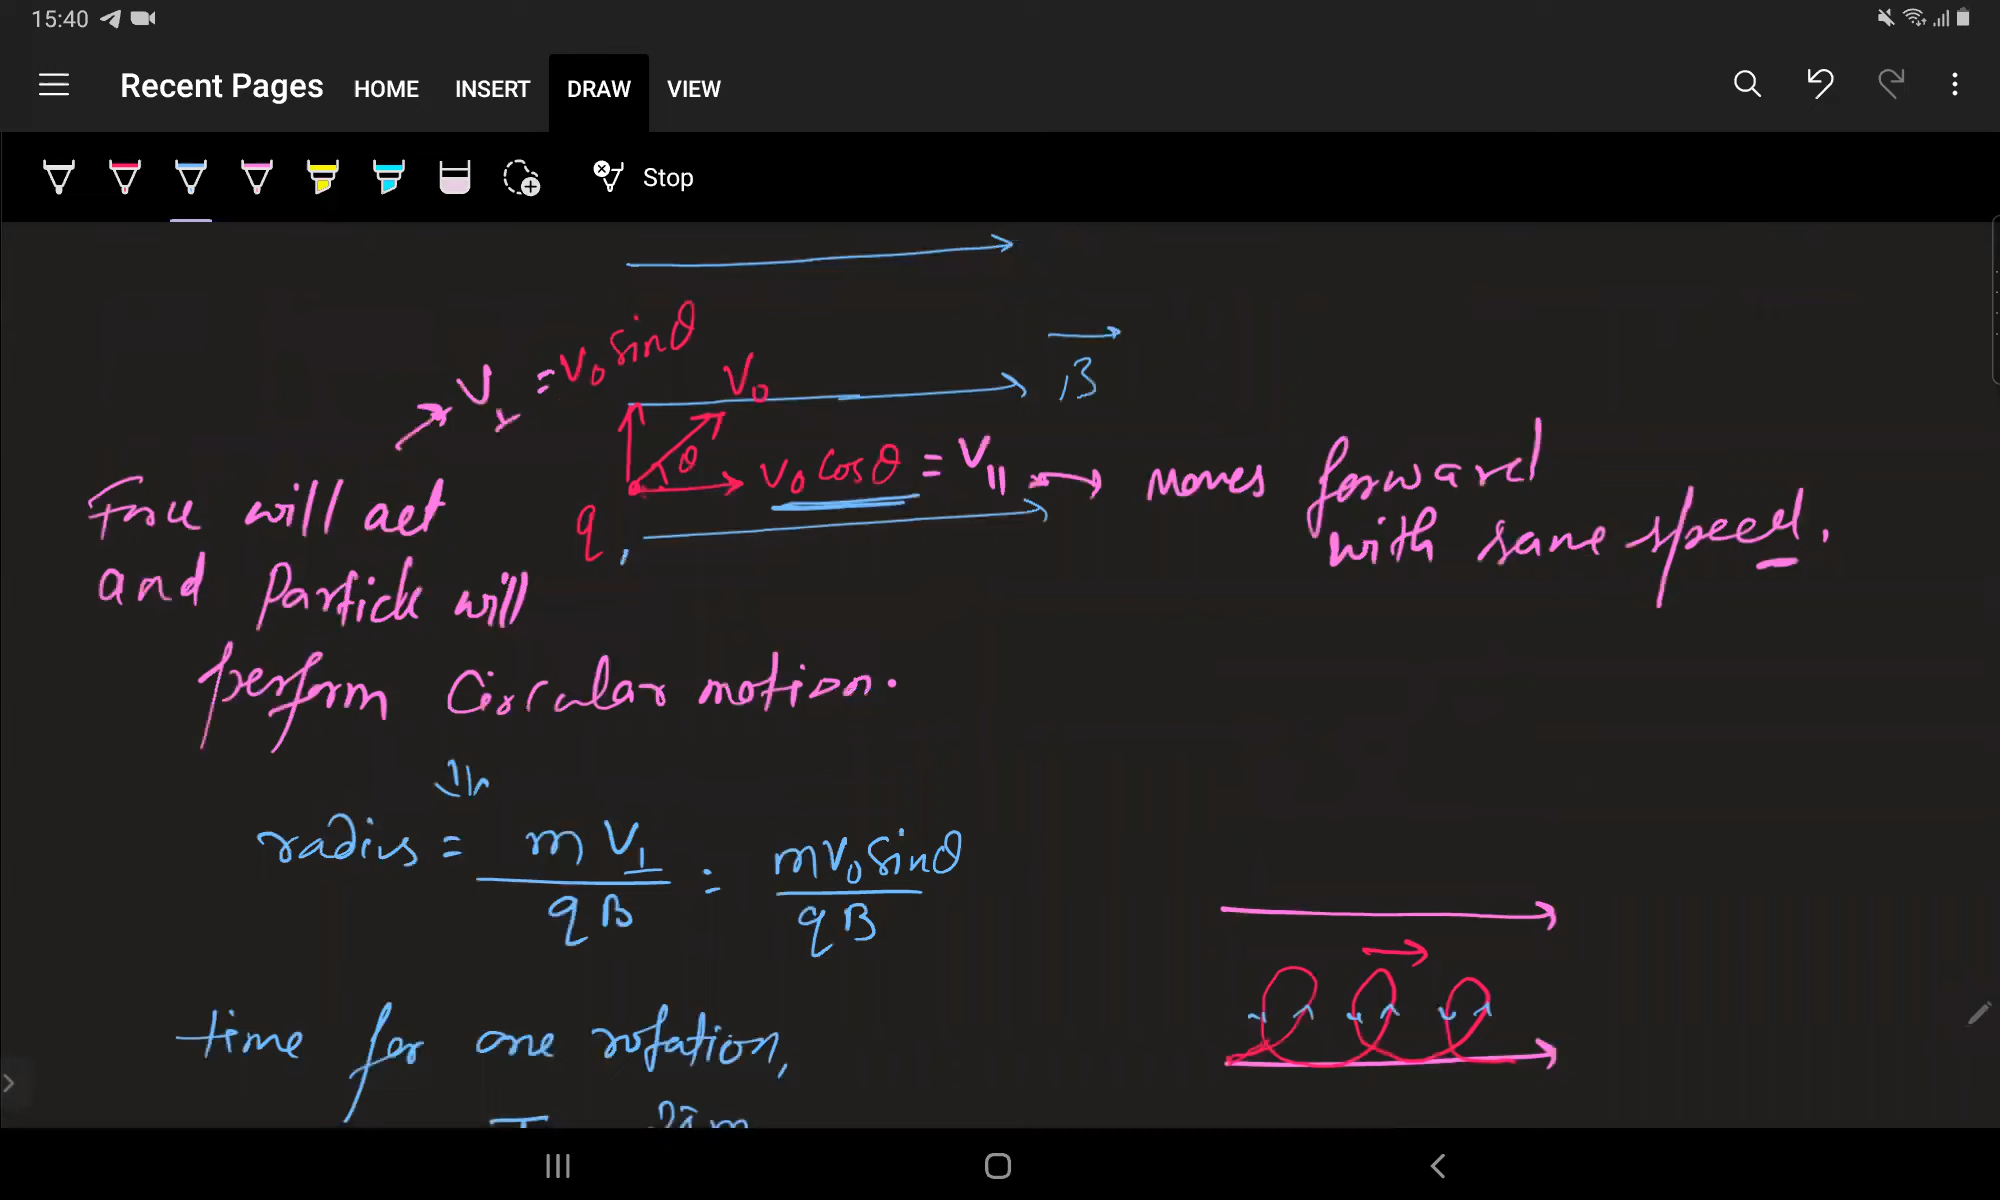 15:40
Recent Pages HOME INSERT DRAW VIEW
Stop
V⊥ = V₀ sinθ
V₀
B
θ
V₀ cosθ = V|| → moves forward
with same speed.
q
Force will act
and Particle will
perform Circular motion.
radius = mV⊥/qB = mV₀ sinθ/qB
time for one rotation,